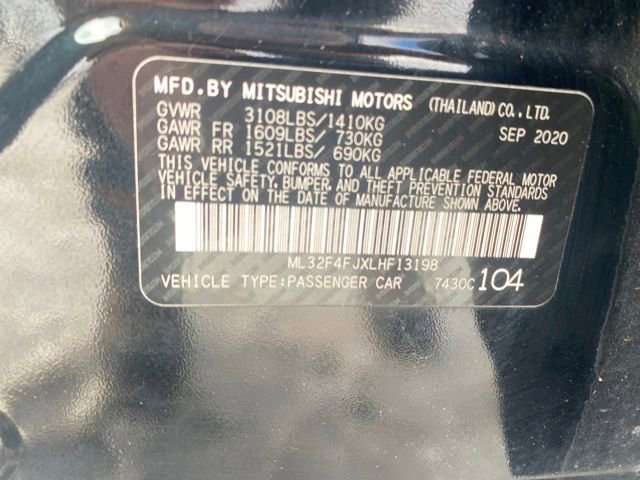 MFD.BY MITSUBISHI MOTORS (THAILAND) CO., LTD.
GVWR 3108LBS/1410KG SEP 2020
GAWR FR 1609LBS/ 730KG
GAWR RR 1521LBS/ 690KG
THIS VEHICLE CONFORMS TO ALL APPLICABLE FEDERAL MOTOR
VEHICLE SAFETY, BUMPER, AND THEFT PREVENTION STANDARDS
IN EFFECT ON THE DATE OF MANUFACTURE SHOWN ABOVE.
ML32F4FJXLHF13198
VEHICLE TYPE:PASSENGER CAR 7430C 104